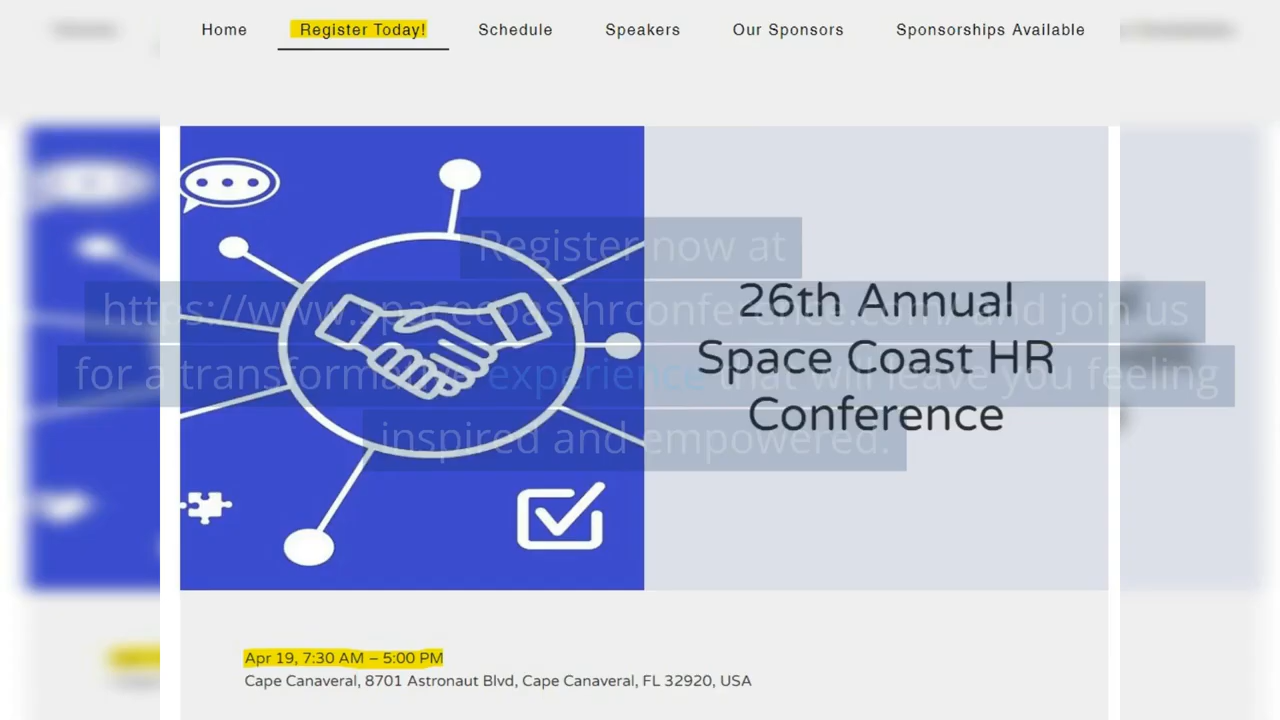 Home Register Today! Schedule Speakers Our Sponsors Sponsorships Available
Register now at
https://www.spacecoasthrconference.com/ and join us
for a transformative experience that will leave you feeling
inspired and empowered.
26th Annual
Space Coast HR
Conference
Apr 19, 7:30 AM – 5:00 PM
Cape Canaveral, 8701 Astronaut Blvd, Cape Canaveral, FL 32920, USA